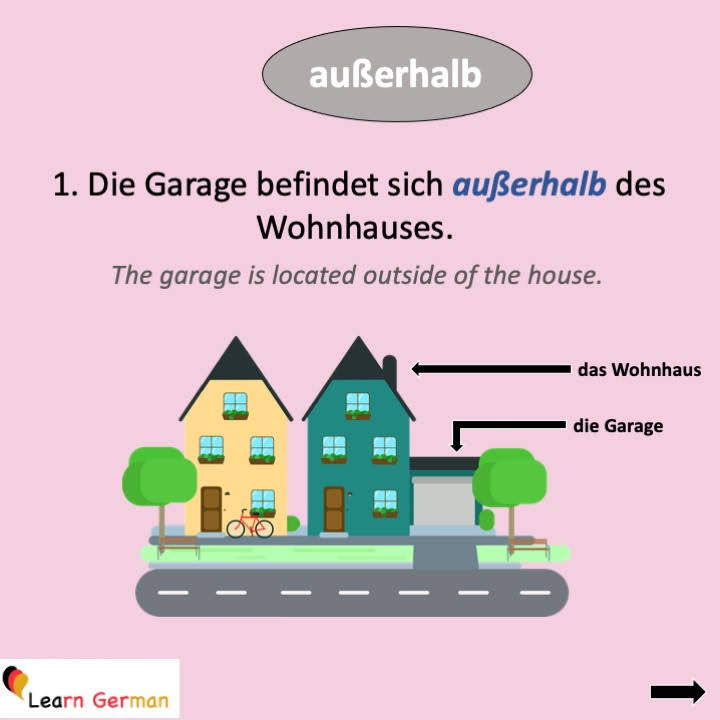 außerhalb
1. Die Garage befindet sich außerhalb des
Wohnhauses.
The garage is located outside of the house.
das Wohnhaus
die Garage
Learn German